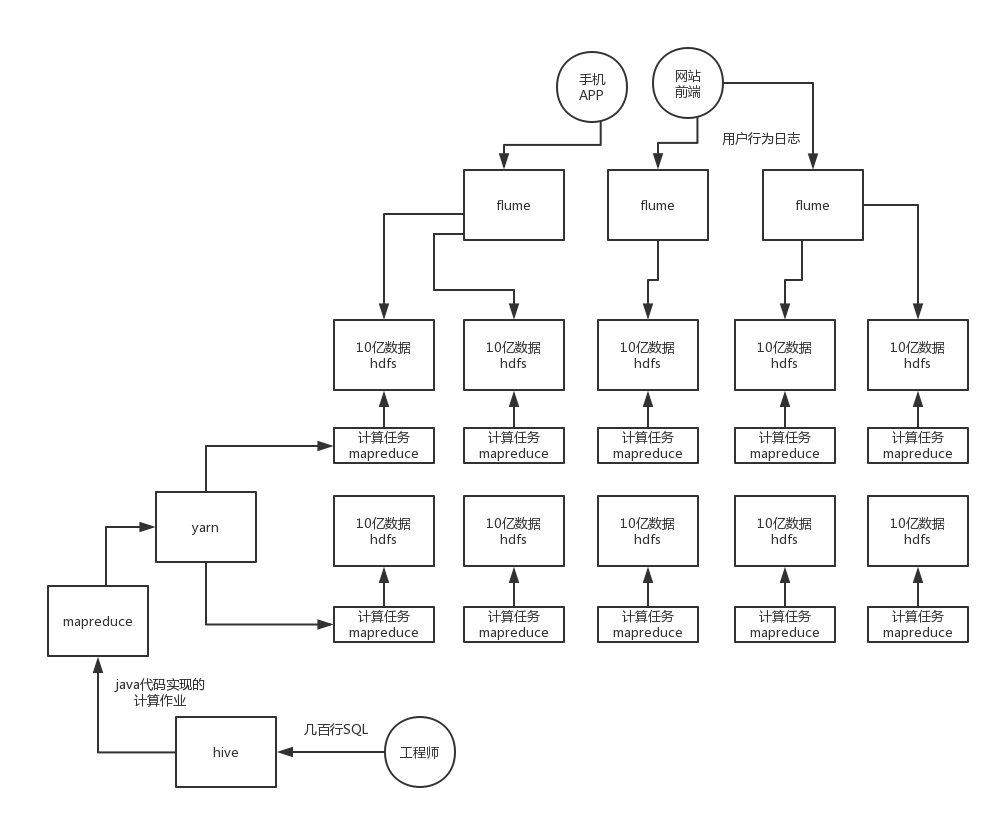 手机
APP
网站
前端
用户行为日志
flume
flume
flume
10亿数据
hdfs
10亿数据
hdfs
10亿数据
hdfs
10亿数据
hdfs
10亿数据
hdfs
计算任务
mapreduce
计算任务
mapreduce
计算任务
mapreduce
计算任务
mapreduce
计算任务
mapreduce
yarn
10亿数据
hdfs
10亿数据
hdfs
10亿数据
hdfs
10亿数据
hdfs
10亿数据
hdfs
计算任务
mapreduce
计算任务
mapreduce
计算任务
mapreduce
计算任务
mapreduce
计算任务
mapreduce
mapreduce
java代码实现的
计算作业
hive
几百行SQL
工程师